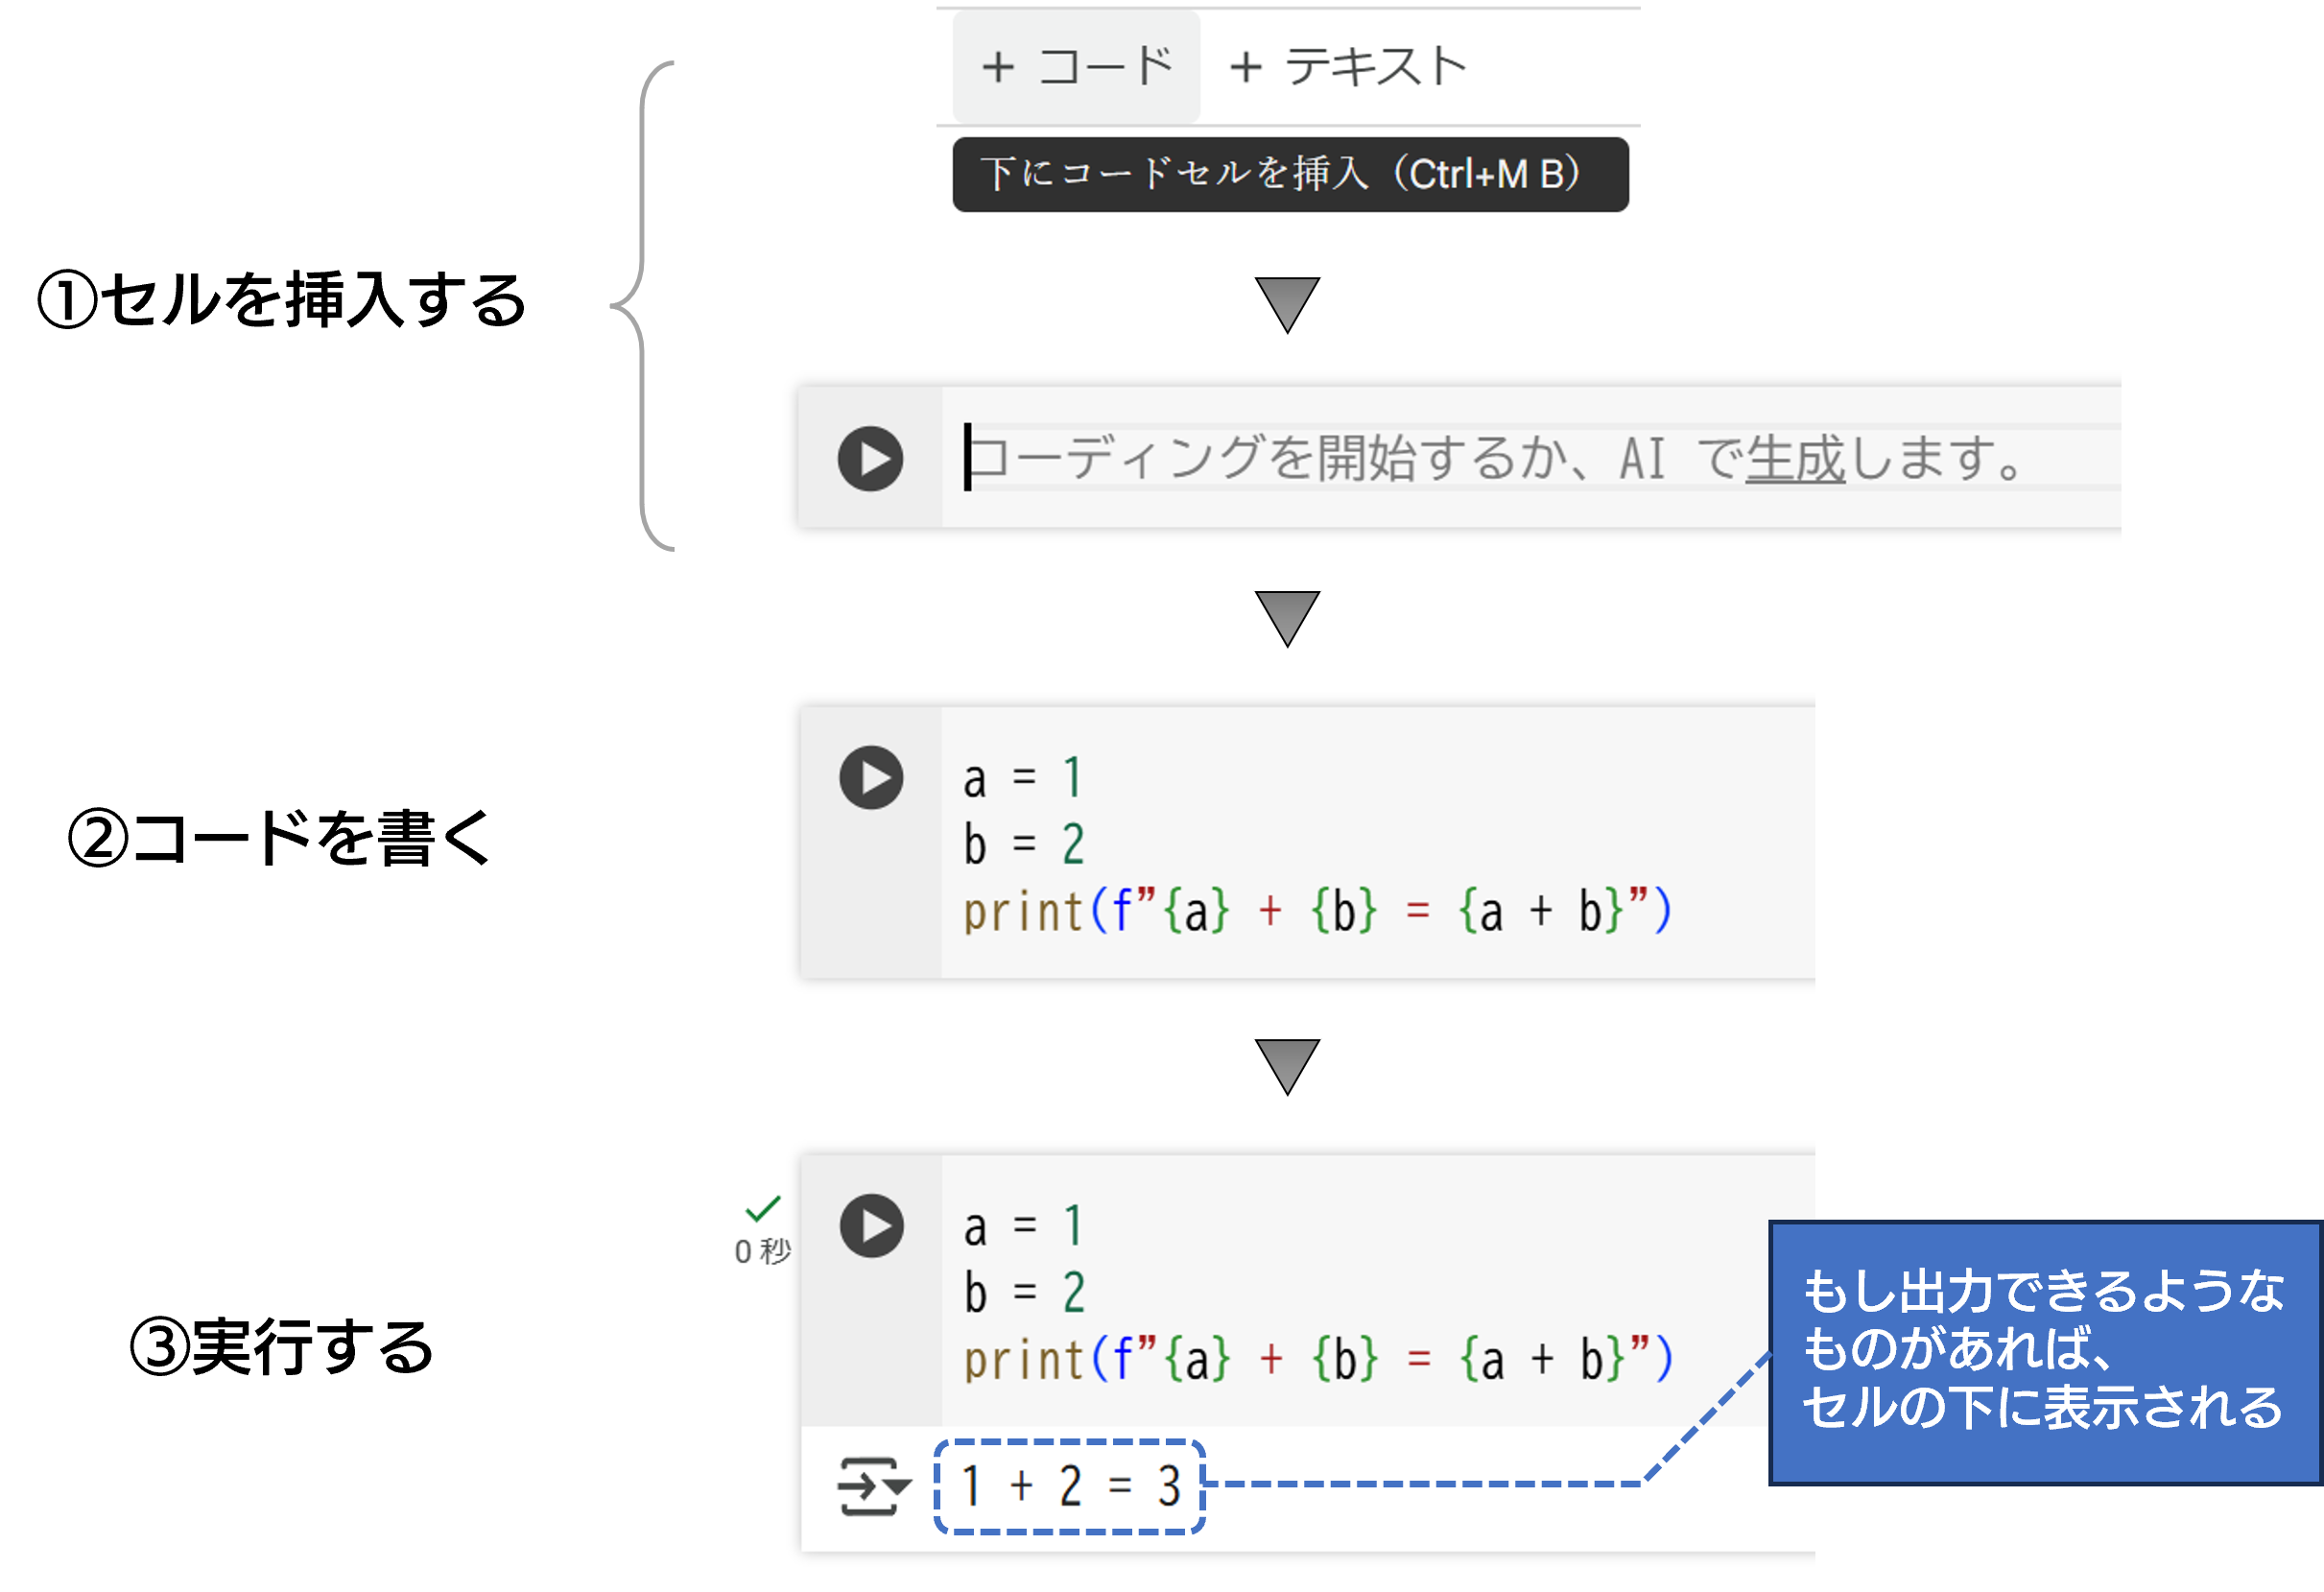 + コード + テキスト
下にコードセルを挿入（Ctrl+M B）
①セルを挿入する
コーディングを開始するか、AI で生成します。
②コードを書く
a = 1
b = 2
print(f"{a} + {b} = {a + b}")
③実行する
0 秒
a = 1
b = 2
print(f"{a} + {b} = {a + b}")
1 + 2 = 3
もし出力できるような
ものがあれば、
セルの下に表示される